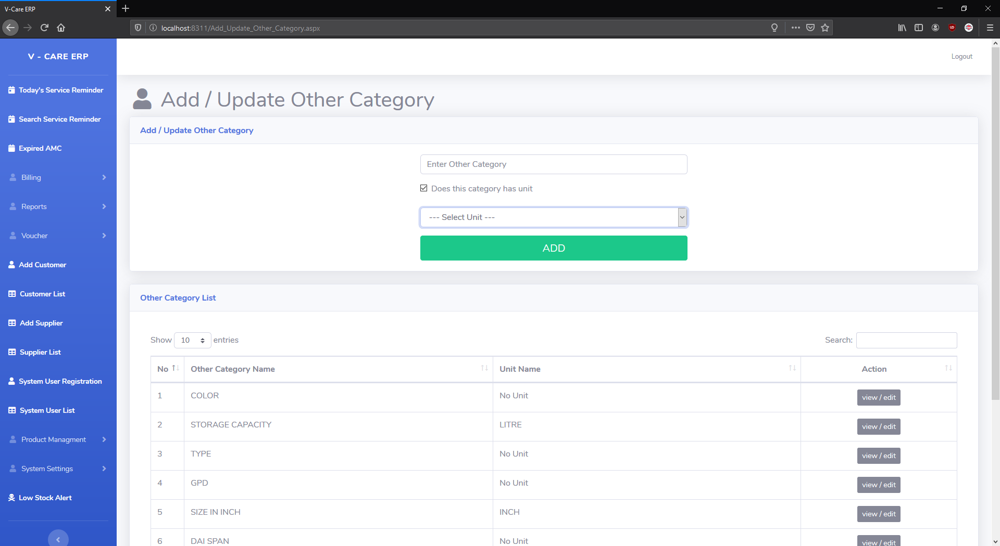 V-Care ERP
localhost:8311/Add_Update_Other_Category.aspx
V - CARE ERP
Logout
Today's Service Reminder
Search Service Reminder
Expired AMC
Billing
Reports
Voucher
Add Customer
Customer List
Add Supplier
Supplier List
System User Registration
System User List
Product Managment
System Settings
Low Stock Alert
Add / Update Other Category
Add / Update Other Category
Enter Other Category
Does this category has unit
--- Select Unit ---
ADD
Other Category List
Show 10 entries Search:
No Other Category Name Unit Name Action
1 COLOR No Unit view / edit
2 STORAGE CAPACITY LITRE view / edit
3 TYPE No Unit view / edit
4 GPD No Unit view / edit
5 SIZE IN INCH INCH view / edit
6 DAI SPAN No Unit view / edit